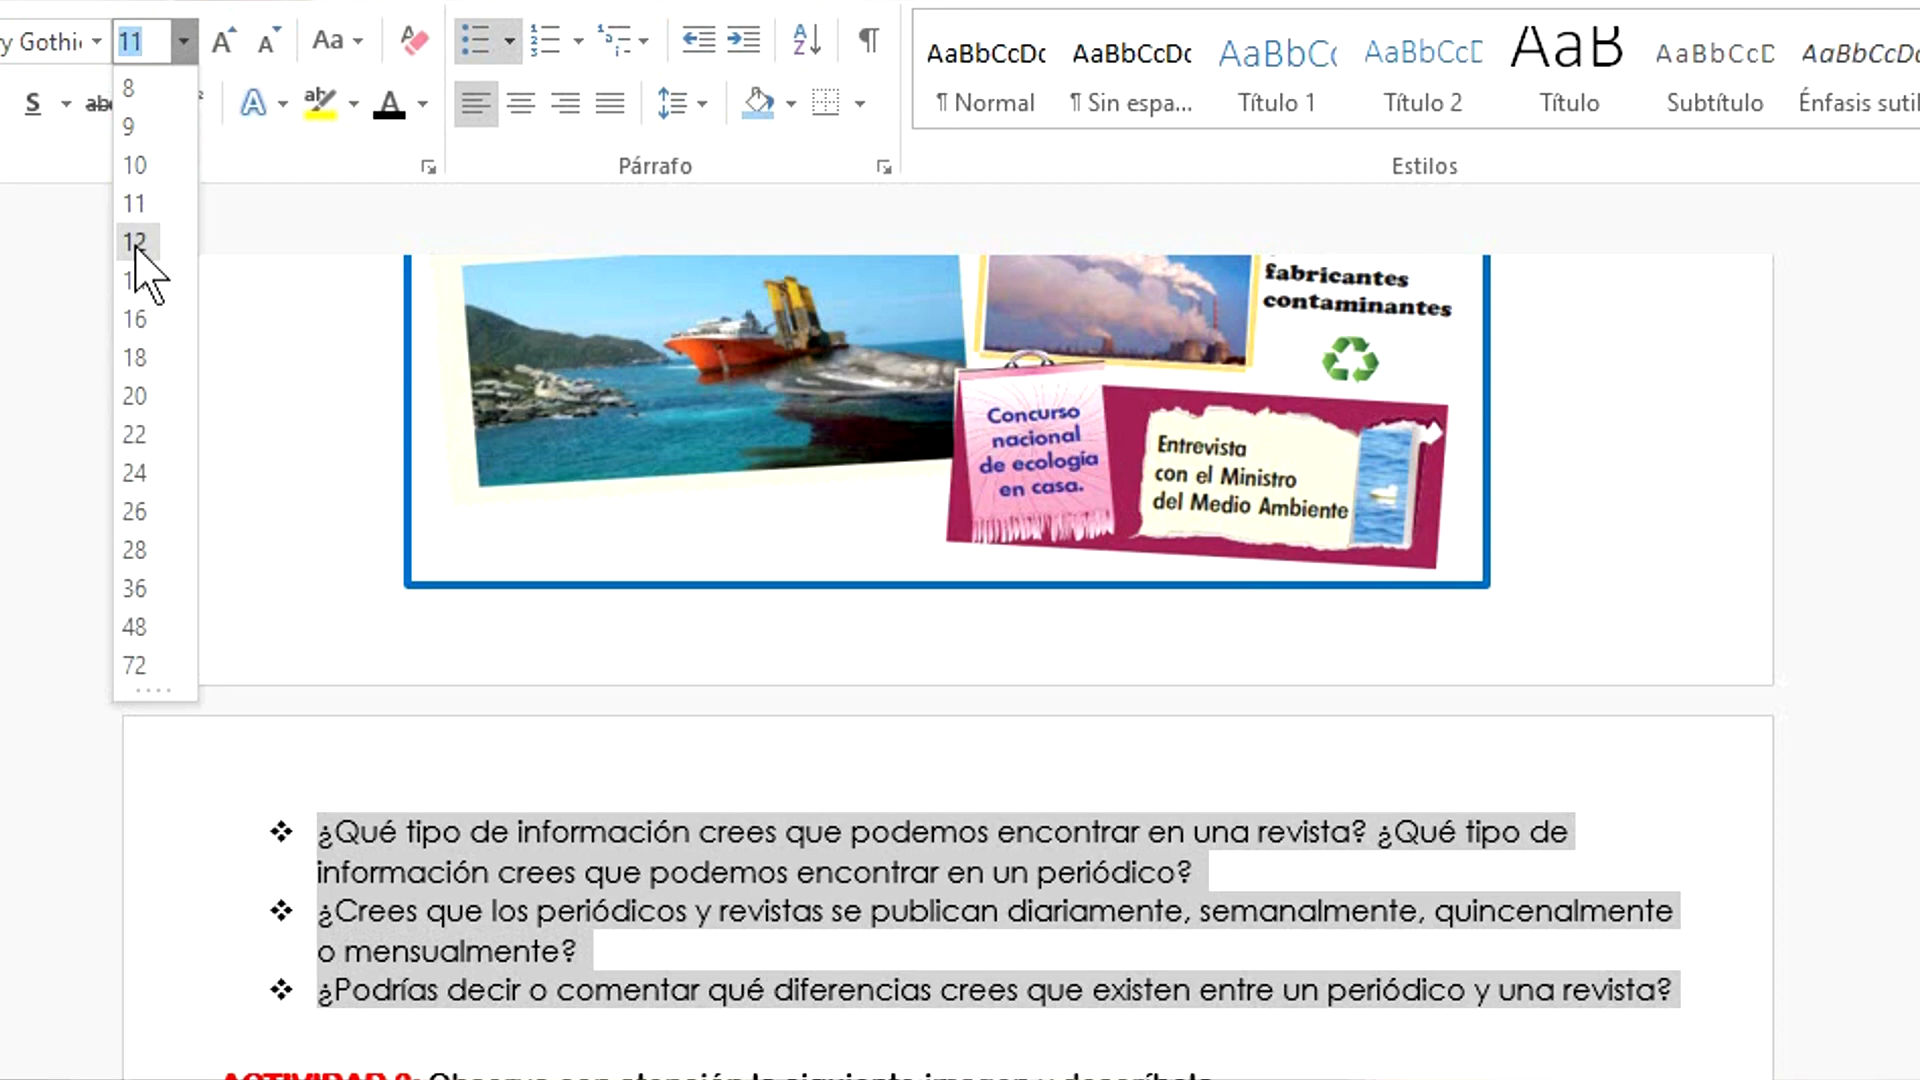 y Gothi
11
Aa
8
9
10
11
12
16
18
20
22
24
26
28
36
48
72
S
abc
A
Z
¶
Párrafo
AaBbCcDc
¶ Normal
AaBbCcDc
¶ Sin espa...
AaBbC
Título 1
AaBbCcD
Título 2
AaB
Título
AaBbCcD
Subtítulo
AaBbCcDc
Énfasis sutil
Estilos
fabricantes
contaminantes
Concurso
nacional
de ecología
en casa.
Entrevista
con el Ministro
del Medio Ambiente
❖ ¿Qué tipo de información crees que podemos encontrar en una revista? ¿Qué tipo de
información crees que podemos encontrar en un periódico?
❖ ¿Crees que los periódicos y revistas se publican diariamente, semanalmente, quincenalmente
o mensualmente?
❖ ¿Podrías decir o comentar qué diferencias crees que existen entre un periódico y una revista?